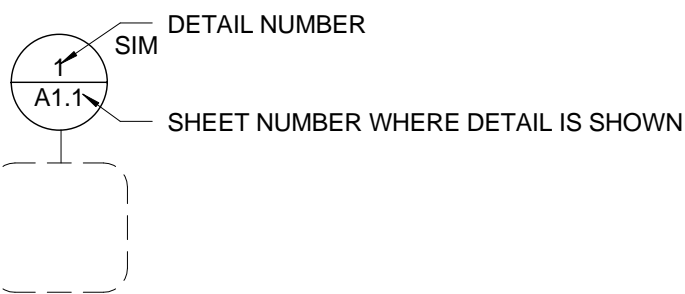 DETAIL NUMBER
SIM
1
A1.1
SHEET NUMBER WHERE DETAIL IS SHOWN